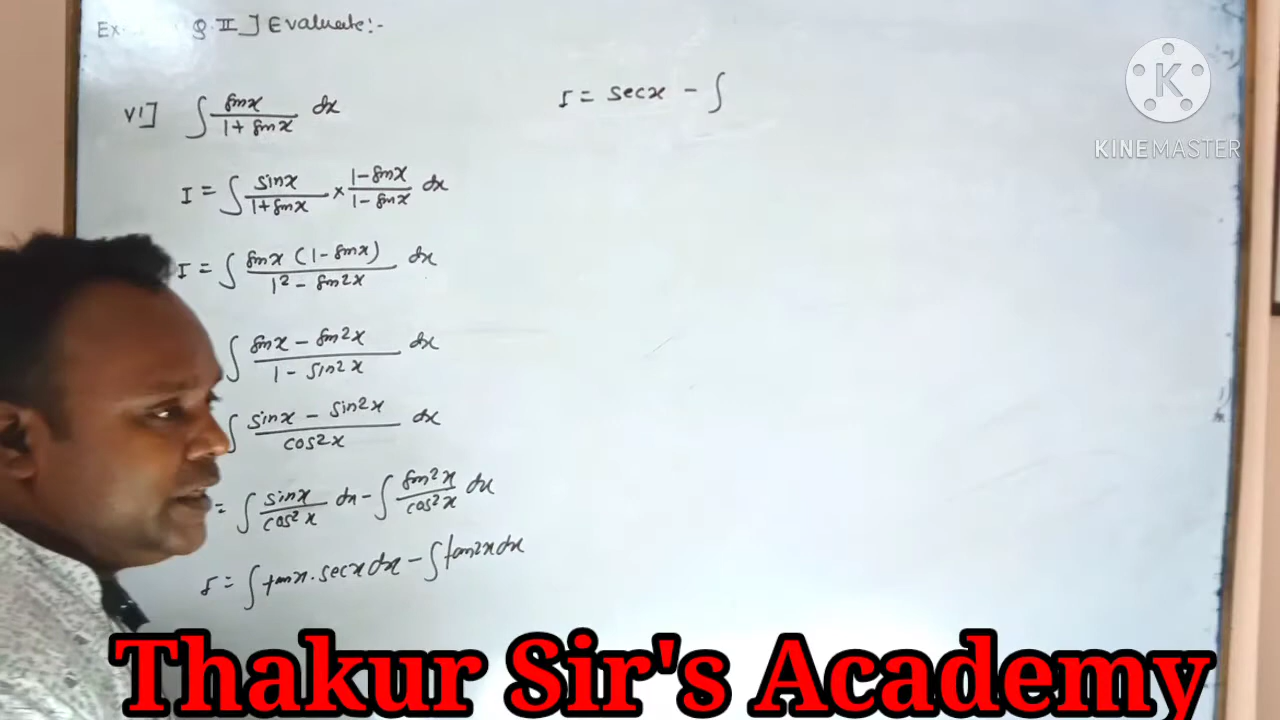 Ex. Q.II] Evaluate:-
VI] ∫ sinx / 1 + sinx dx
I = ∫ sinx / 1 + sinx × 1 - sinx / 1 - sinx dx
I = ∫ sinx (1 - sinx) / 1² - sin²x dx
∫ sinx - sin²x / 1 - sin²x dx
∫ sinx - sin²x / cos²x dx
= ∫ sinx / cos²x dx - ∫ sin²x / cos²x dx
I = ∫ tanx . secx dx - ∫ tan²x dx
I = secx - ∫
K
KINEMASTER
Thakur Sir's Academy